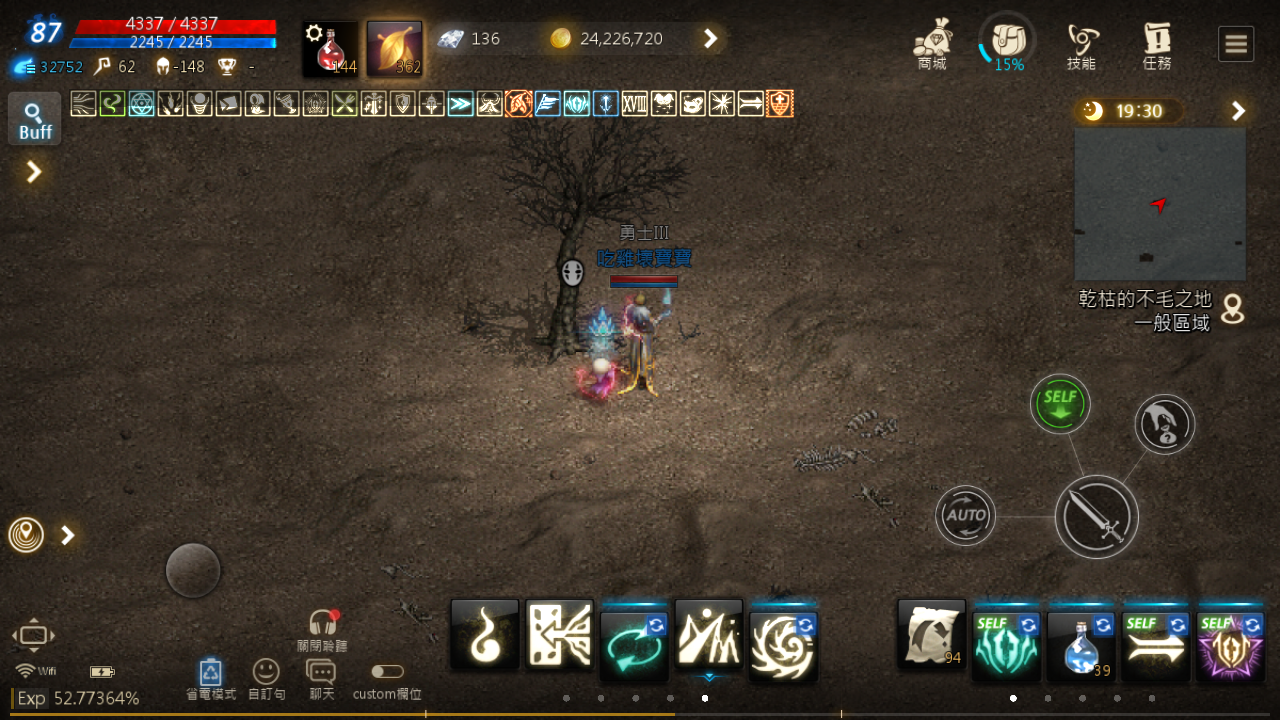 87
4337 / 4337
2245 / 2245
32752
62
-148
-
144
362
136
24,226,720
商城
15%
技能
任務
Buff
XVIII
19:30
勇士III
吃雞壞寶寶
乾枯的不毛之地
一般區域
SELF
AUTO
關閉聆聽
Wifi
省電模式
自訂句
聊天
custom欄位
Exp 52.77364%
94
SELF
39
SELF
SELF